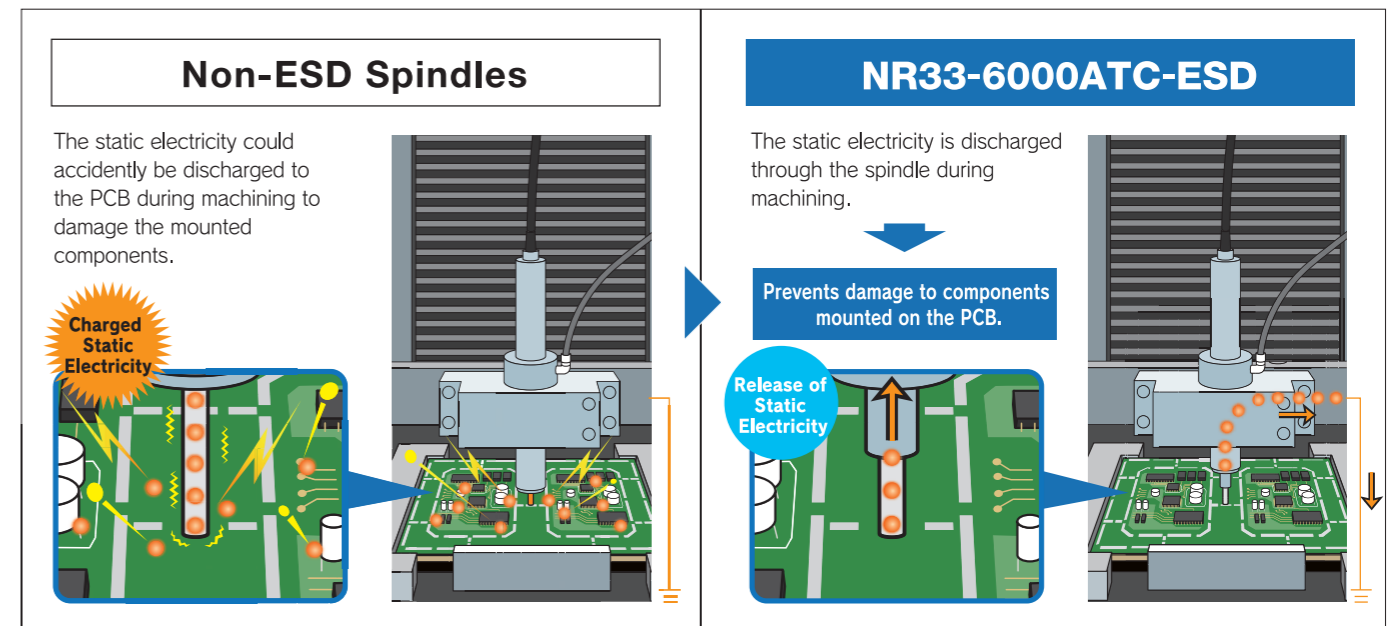 Non-ESD Spindles
The static electricity could
accidently be discharged to
the PCB during machining to
damage the mounted
components.
Charged
Static
Electricity
NR33-6000ATC-ESD
The static electricity is discharged
through the spindle during
machining.
Prevents damage to components
mounted on the PCB.
Release of
Static
Electricity